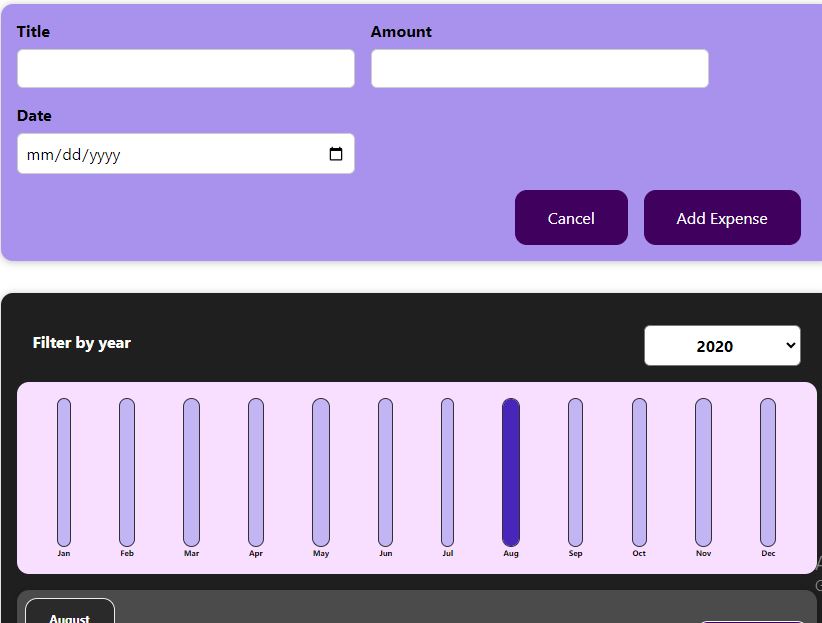 Title Amount
Date
mm/dd/yyyy
Cancel Add Expense
Filter by year 2020
Jan Feb Mar Apr May Jun Jul Aug Sep Oct Nov Dec
August